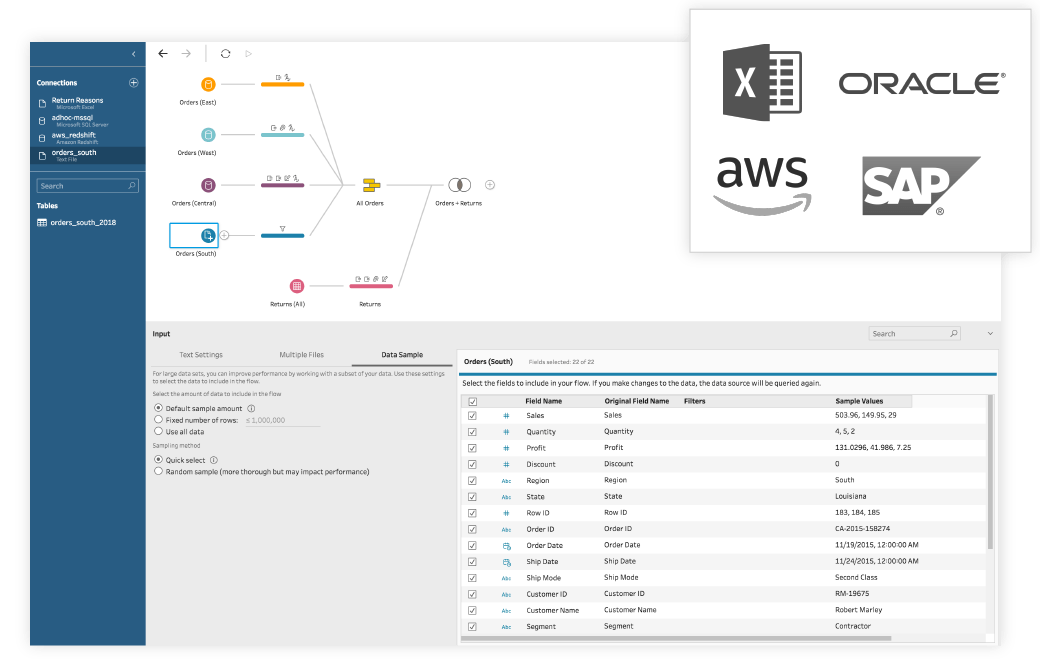 Connections
Return Reasons
Microsoft Excel
adhoc-mssql
Microsoft SQL Server
aws_redshift
Amazon Redshift
orders_south
Text File
Search
Tables
orders_south_2018
Orders (East)
Orders (West)
Orders (Central)
All Orders
Orders + Returns
Orders (South)
Returns (All)
Returns
X
ORACLE®
aws
SAP®
Input
Search
Text Settings
Multiple Files
Data Sample
For large data sets, you can improve performance by working with a subset of your data. Use these settings
to select the data to include in the flow.
Select the amount of data to include in the flow
Default sample amount
Fixed number of rows: ≤ 1,000,000
Use all data
Sampling method
Quick select
Random sample (more thorough but may impact performance)
Orders (South) Fields selected: 22 of 22
Select the fields to include in your flow. If you make changes to the data, the data source will be queried again.
Field Name Original Field Name Filters Sample Values
# Sales Sales 503.96, 149.95, 29
# Quantity Quantity 4, 5, 2
# Profit Profit 131.0296, 41.986, 7.25
# Discount Discount 0
Abc Region Region South
Abc State State Louisiana
# Row ID Row ID 183, 184, 185
Abc Order ID Order ID CA-2015-158274
Order Date Order Date 11/19/2015, 12:00:00 AM
Ship Date Ship Date 11/24/2015, 12:00:00 AM
Abc Ship Mode Ship Mode Second Class
Abc Customer ID Customer ID RM-19675
Abc Customer Name Customer Name Robert Marley
Abc Segment Segment Contractor